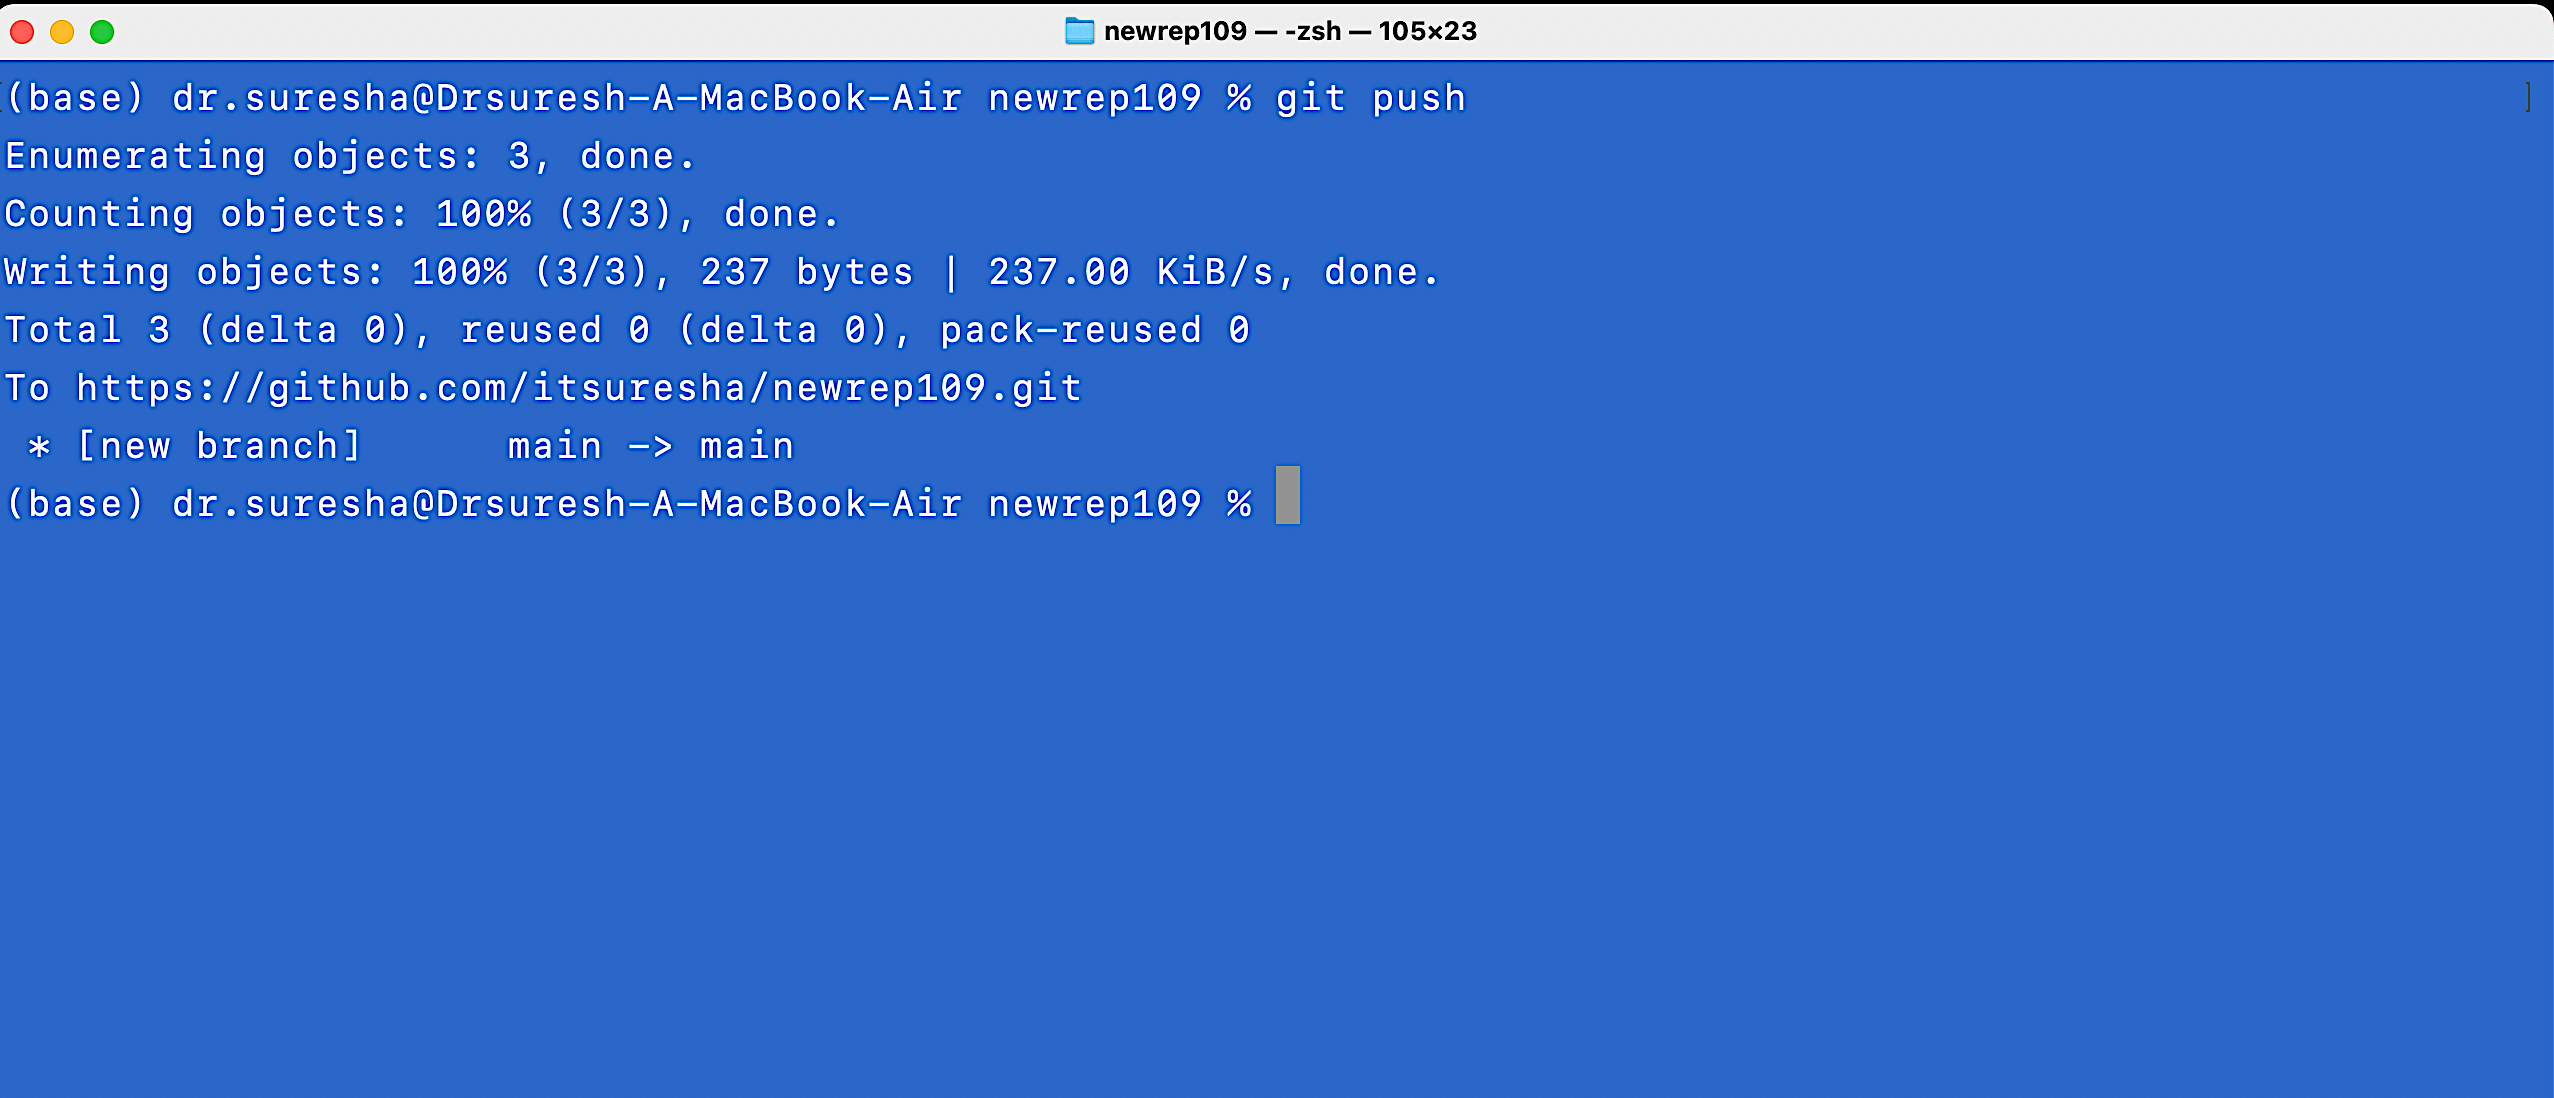 newrep109 — -zsh — 105×23
(base) dr.suresha@Drsuresh-A-MacBook-Air newrep109 % git push
Enumerating objects: 3, done.
Counting objects: 100% (3/3), done.
Writing objects: 100% (3/3), 237 bytes | 237.00 KiB/s, done.
Total 3 (delta 0), reused 0 (delta 0), pack-reused 0
To https://github.com/itsuresha/newrep109.git
 * [new branch]      main -> main
(base) dr.suresha@Drsuresh-A-MacBook-Air newrep109 %